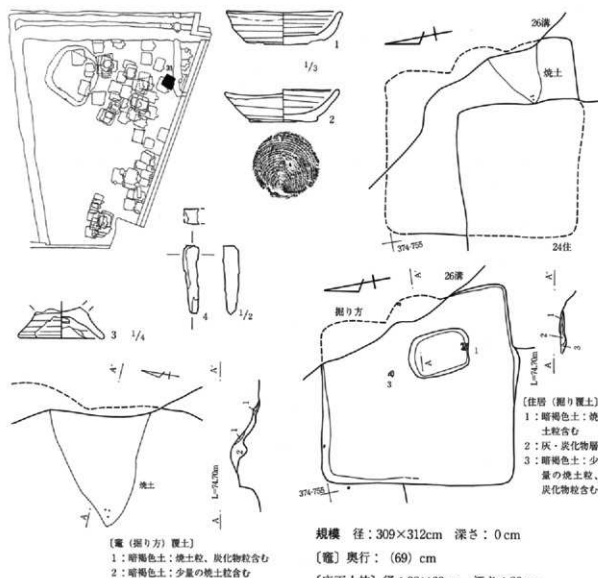 1
1/3
2
26溝
焼土
374-755
24住
4
1/2
3
1/4
26溝
掘り方
A
A′
1
3
374-755
1
2
3
A
A′
L=74.70m
〔住居(掘り覆土)
1:暗褐色土:焼
土粒含む
2:灰・炭化物層
3:暗褐色土:少
量の焼土粒、
炭化物粒含む
A′
A′
焼土
A
1
1
2
L=74.70m
A
〔竈(掘り方)覆土〕
1:暗褐色土:焼土粒、炭化物粒含む
2:暗褐色土:少量の焼土粒含む
規模 径:309×312cm 深さ:0cm
〔竈〕奥行:(69)cm